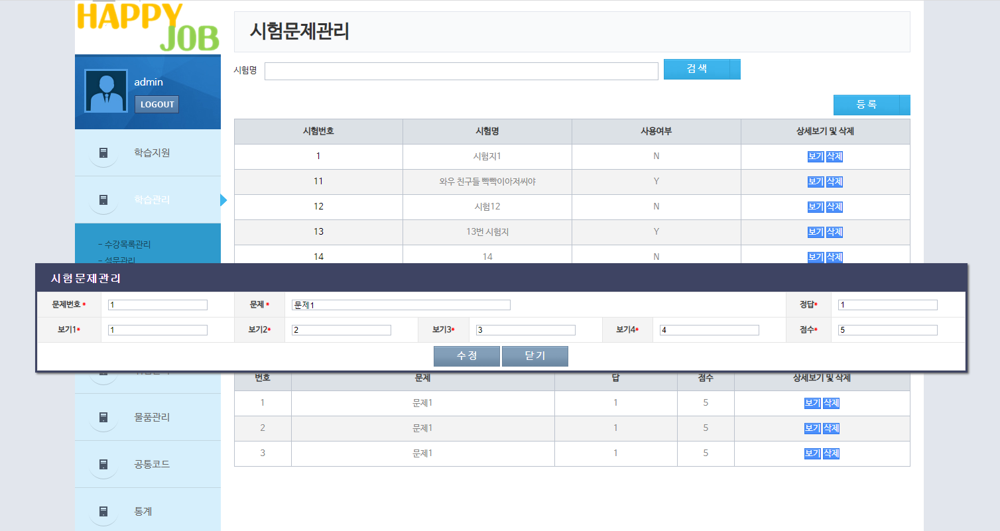 HAPPY
JOB
admin
LOGOUT
학습지원
학습관리
- 수강목록관리
- 설문관리
시험문제관리
시험명
검색
등록
시험번호 시험명 사용여부 상세보기 및 삭제
1 시험지1 N 보기 삭제
11 와우 친구들 빡빡이아저씨야 Y 보기 삭제
12 시험12 N 보기 삭제
13 13번 시험지 Y 보기 삭제
14 14 N 보기 삭제
시험문제관리
문제번호 * 1 문제 * 문제1 정답* 1
보기1* 1 보기2* 2 보기3* 3 보기4* 4 점수* 5
수정 닫기
번호 문제 답 점수 상세보기 및 삭제
1 문제1 1 5 보기 삭제
2 문제1 1 5 보기 삭제
3 문제1 1 5 보기 삭제
물품관리
공통코드
통계